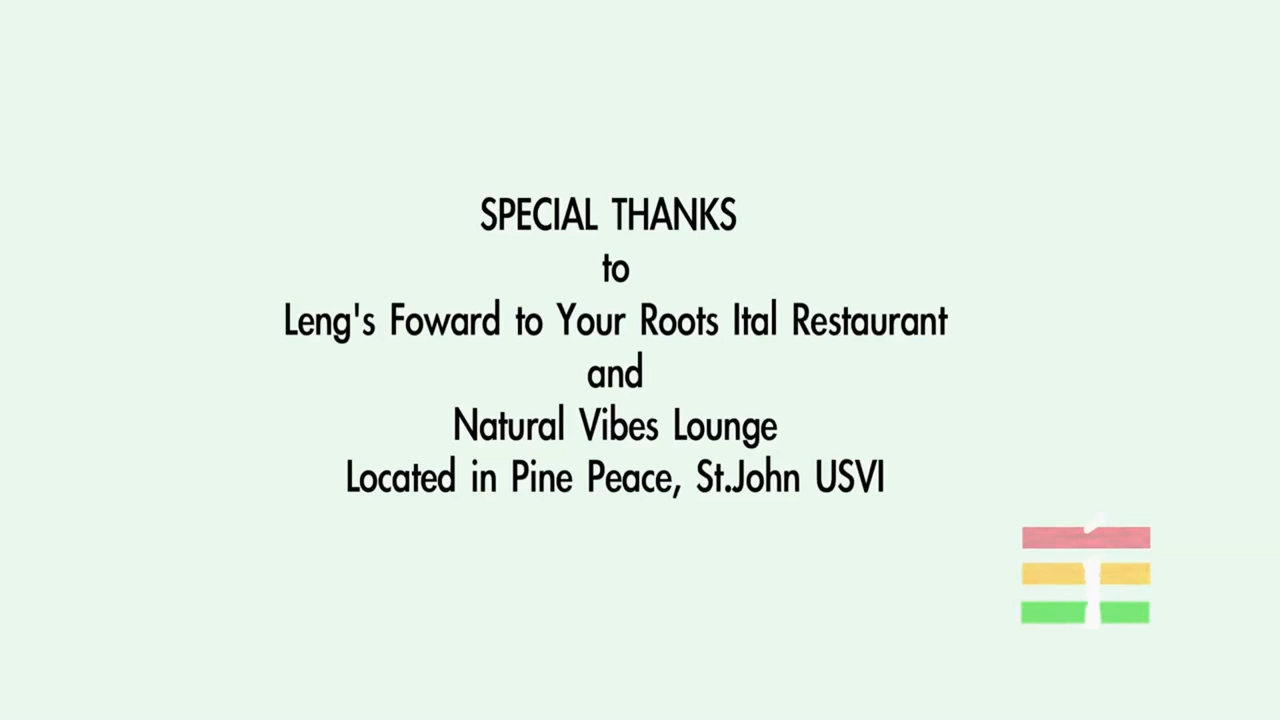 SPECIAL THANKS
to
Leng's Foward to Your Roots Ital Restaurant
and
Natural Vibes Lounge
Located in Pine Peace, St.John USVI